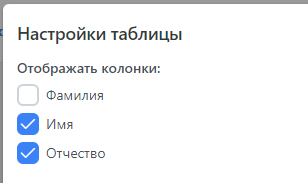 Настройки таблицы
Отображать колонки:
Фамилия
Имя
Отчество